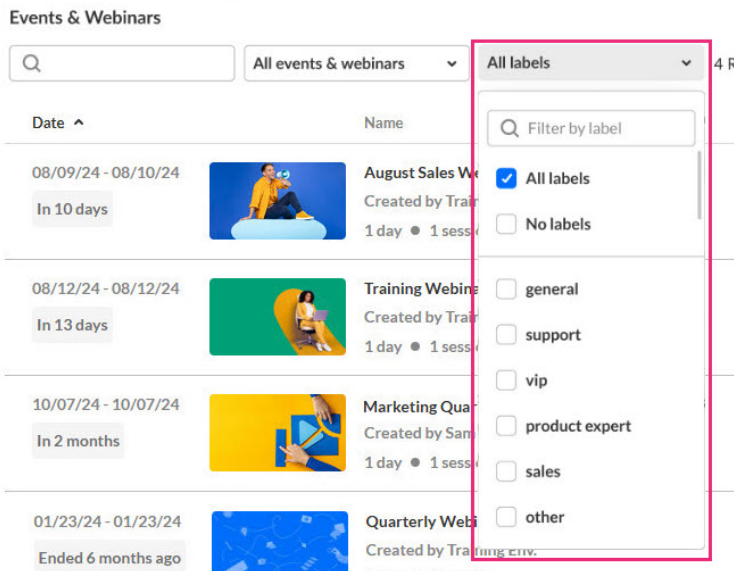 Events & Webinars
All events & webinars
All labels
4 R
Date
Name
Filter by label
08/09/24 - 08/10/24
August Sales We
All labels
In 10 days
Created by Train
1 day ● 1 sess
No labels
08/12/24 - 08/12/24
Training Webina
general
In 13 days
Created by Train
1 day ● 1 sess
support
vip
10/07/24 - 10/07/24
Marketing Quar
In 2 months
Created by Sam
product expert
1 day ● 1 sess
sales
01/23/24 - 01/23/24
Quarterly Webi
other
Ended 6 months ago
Created by Training Env.